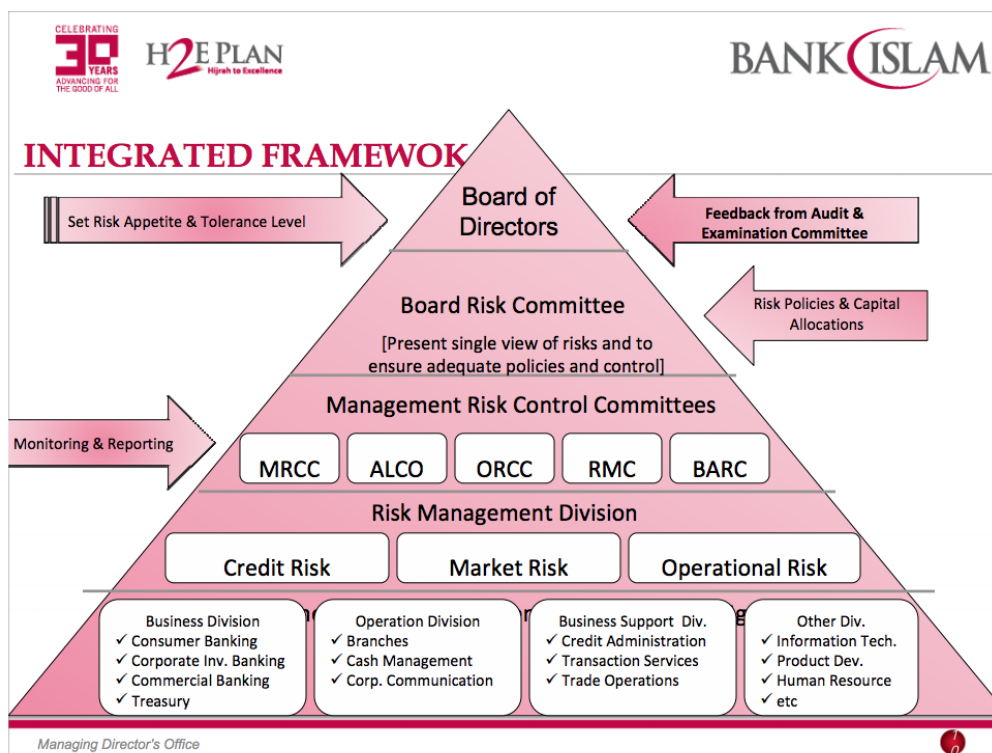 CELEBRATING
30
YEARS
ADVANCING FOR
THE GOOD OF ALL
H2E PLAN
Hijrah to Excellence
BANK ISLAM
INTEGRATED FRAMEWOK
Board of
Directors
Set Risk Appetite & Tolerance Level
Feedback from Audit &
Examination Committee
Board Risk Committee
[Present single view of risks and to
ensure adequate policies and control]
Risk Policies & Capital
Allocations
Management Risk Control Committees
Monitoring & Reporting
MRCC ALCO ORCC RMC BARC
Risk Management Division
Credit Risk Market Risk Operational Risk
Business Division
✓ Consumer Banking
✓ Corporate Inv. Banking
✓ Commercial Banking
✓ Treasury
Operation Division
✓ Branches
✓ Cash Management
✓ Corp. Communication
Business Support Div.
✓ Credit Administration
✓ Transaction Services
✓ Trade Operations
Other Div.
✓ Information Tech.
✓ Product Dev.
✓ Human Resource
✓ etc
Managing Director's Office